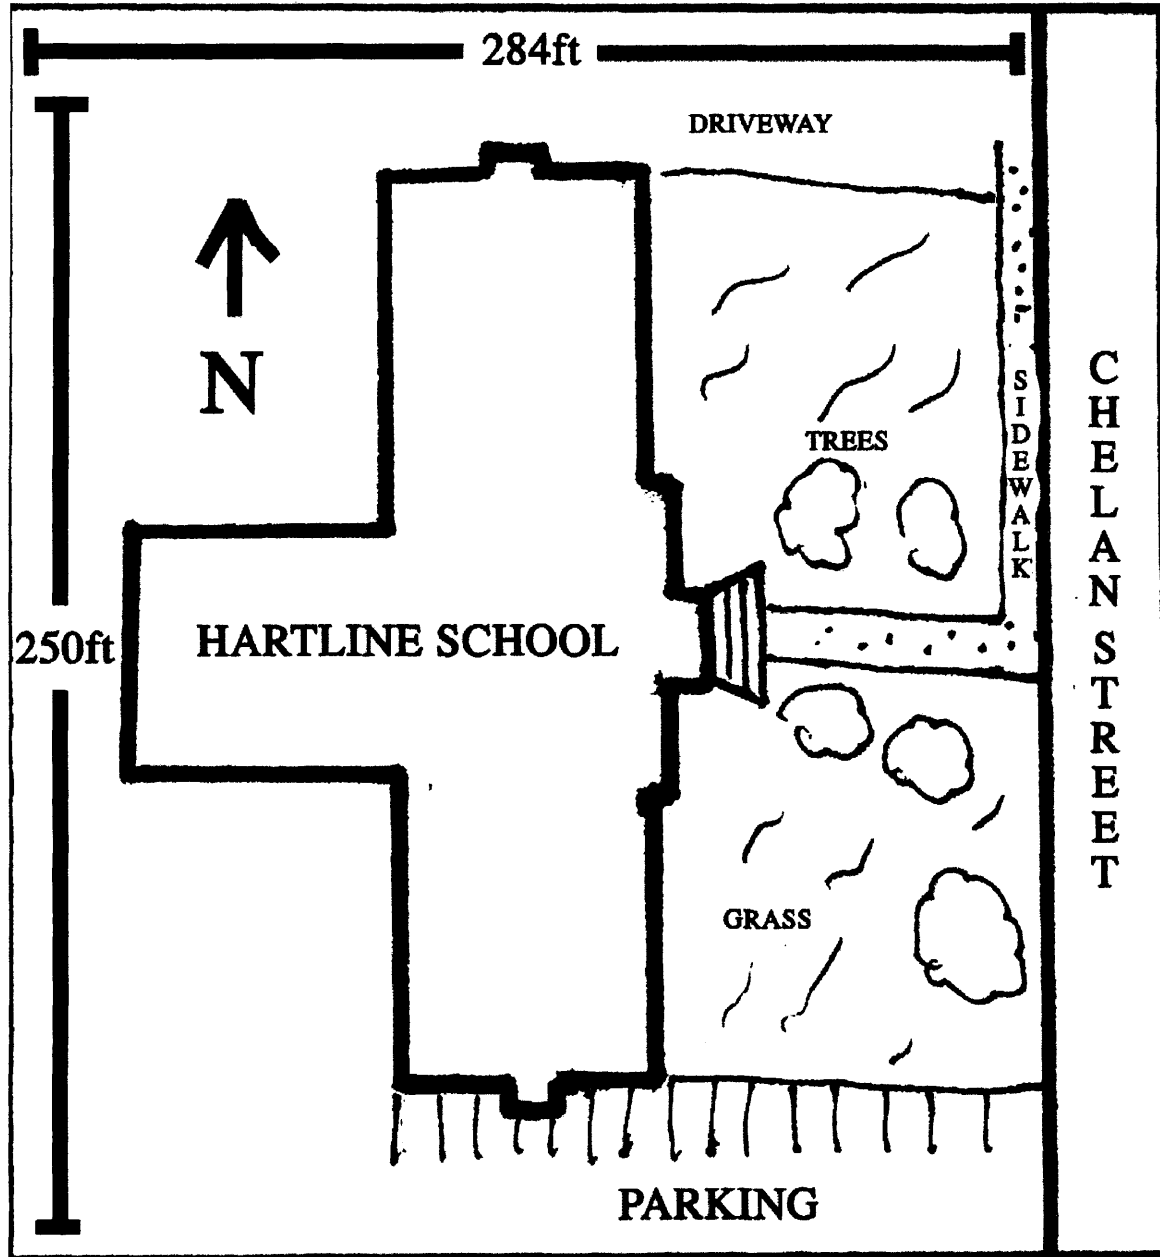 284ft
DRIVEWAY
N
TREES
SIDEWALK
CHELAN STREET
250ft
HARTLINE SCHOOL
GRASS
PARKING